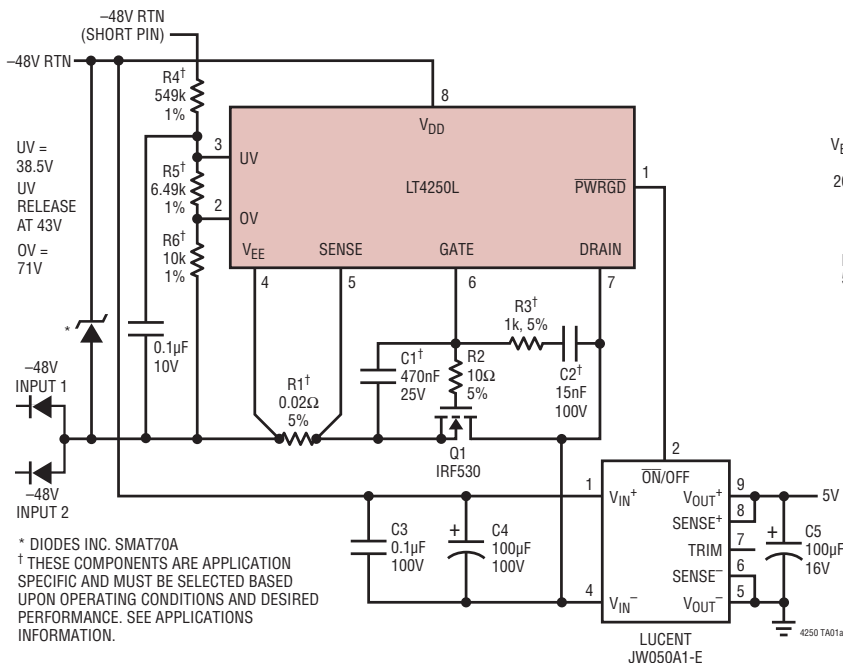 –48V RTN
(SHORT PIN)
–48V RTN
R4†
549k
1%
8
VDD
UV =
38.5V
UV
RELEASE
AT 43V
OV =
71V
3
UV
R5†
6.49k
1%
2
OV
R6†
10k
1%
LT4250L
PWRGD
1
VEE
SENSE
GATE
DRAIN
4
5
6
7
*
0.1µF
10V
R3†
1k, 5%
C1†
470nF
25V
R2
10Ω
5%
C2†
15nF
100V
R1†
0.02Ω
5%
–48V
INPUT 1
–48V
INPUT 2
Q1
IRF530
2
ON/OFF
1
VIN+
VOUT+
9
5V
SENSE+
8
TRIM
7
SENSE–
6
4
VIN–
VOUT–
5
C3
0.1µF
100V
+
C4
100µF
100V
+
C5
100µF
16V
LUCENT
JW050A1-E
* DIODES INC. SMAT70A
† THESE COMPONENTS ARE APPLICATION
SPECIFIC AND MUST BE SELECTED BASED
UPON OPERATING CONDITIONS AND DESIRED
PERFORMANCE. SEE APPLICATIONS
INFORMATION.
4250 TA01a